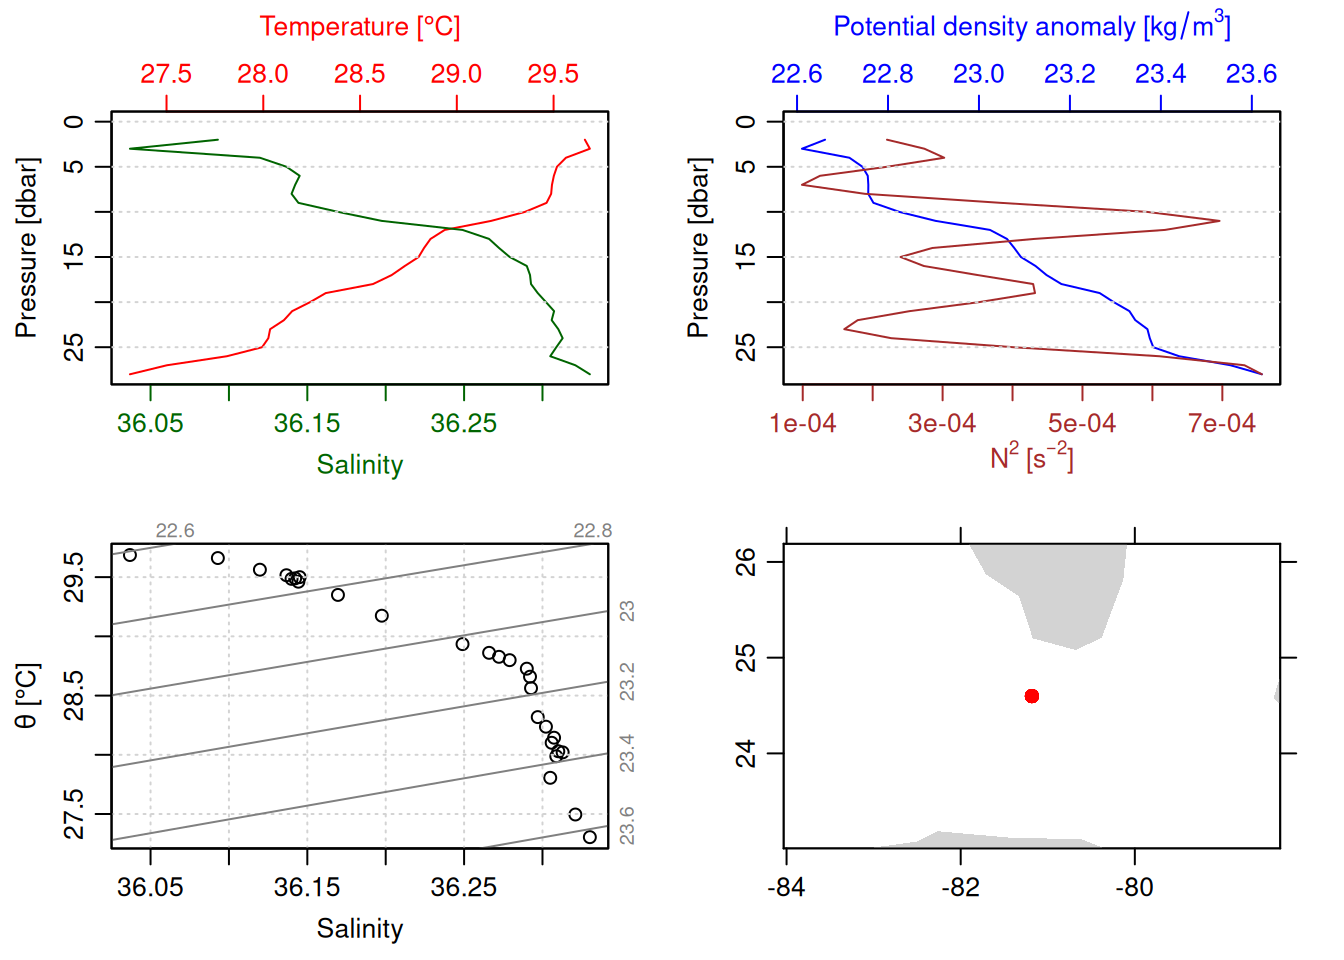 Temperature [°C]
27.5 28.0 28.5 29.0 29.5
0
5
15
25
Pressure [dbar]
36.05 36.15 36.25
Salinity
Potential density anomaly [kg/m³]
22.6 22.8 23.0 23.2 23.4 23.6
0
5
15
25
Pressure [dbar]
1e-04 3e-04 5e-04 7e-04
N² [s⁻²]
22.6 22.8
29.5
28.5
27.5
θ [°C]
23
23.2
23.4
23.6
36.05 36.15 36.25
Salinity
26
25
24
-84 -82 -80